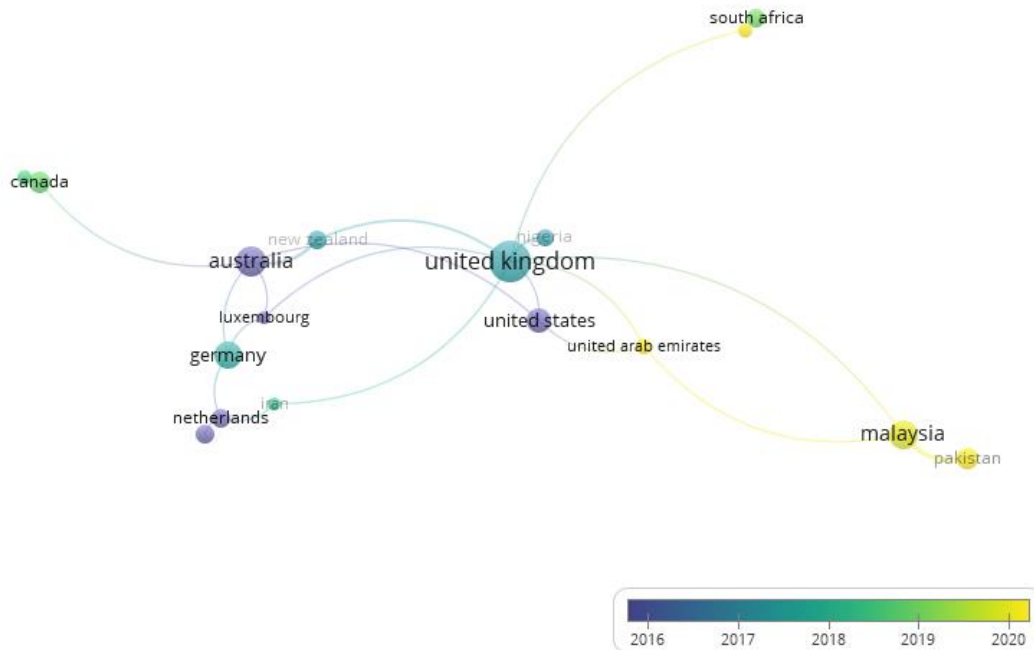 south africa
canada
new zealand
nigeria
australia
united kingdom
luxembourg
united states
germany
united arab emirates
iran
netherlands
malaysia
pakistan
2016
2017
2018
2019
2020